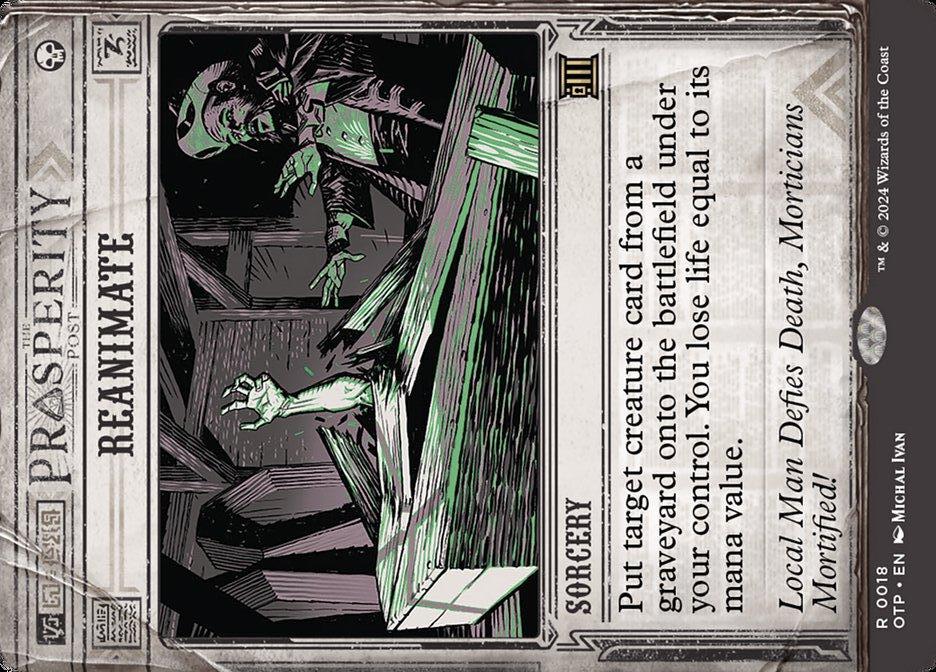 THE
PROSPERITY
POST
REANIMATE
SORCERY
Put target creature card from a
graveyard onto the battlefield under
your control. You lose life equal to its
mana value.
Local Man Defies Death, Morticians
Mortified!
R 0018
OTP • EN MICHAL IVAN
™ & © 2024 Wizards of the Coast